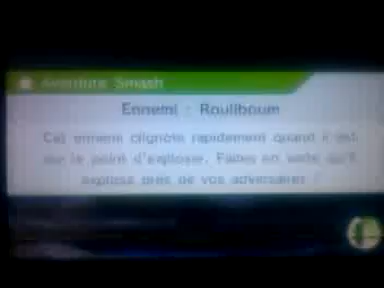 Aventure Smash
Ennemi : Rouliboum
Cet ennemi clignote rapidement quand il est
sur le point d'exploser. Faites en sorte qu'il
explose près de vos adversaires !